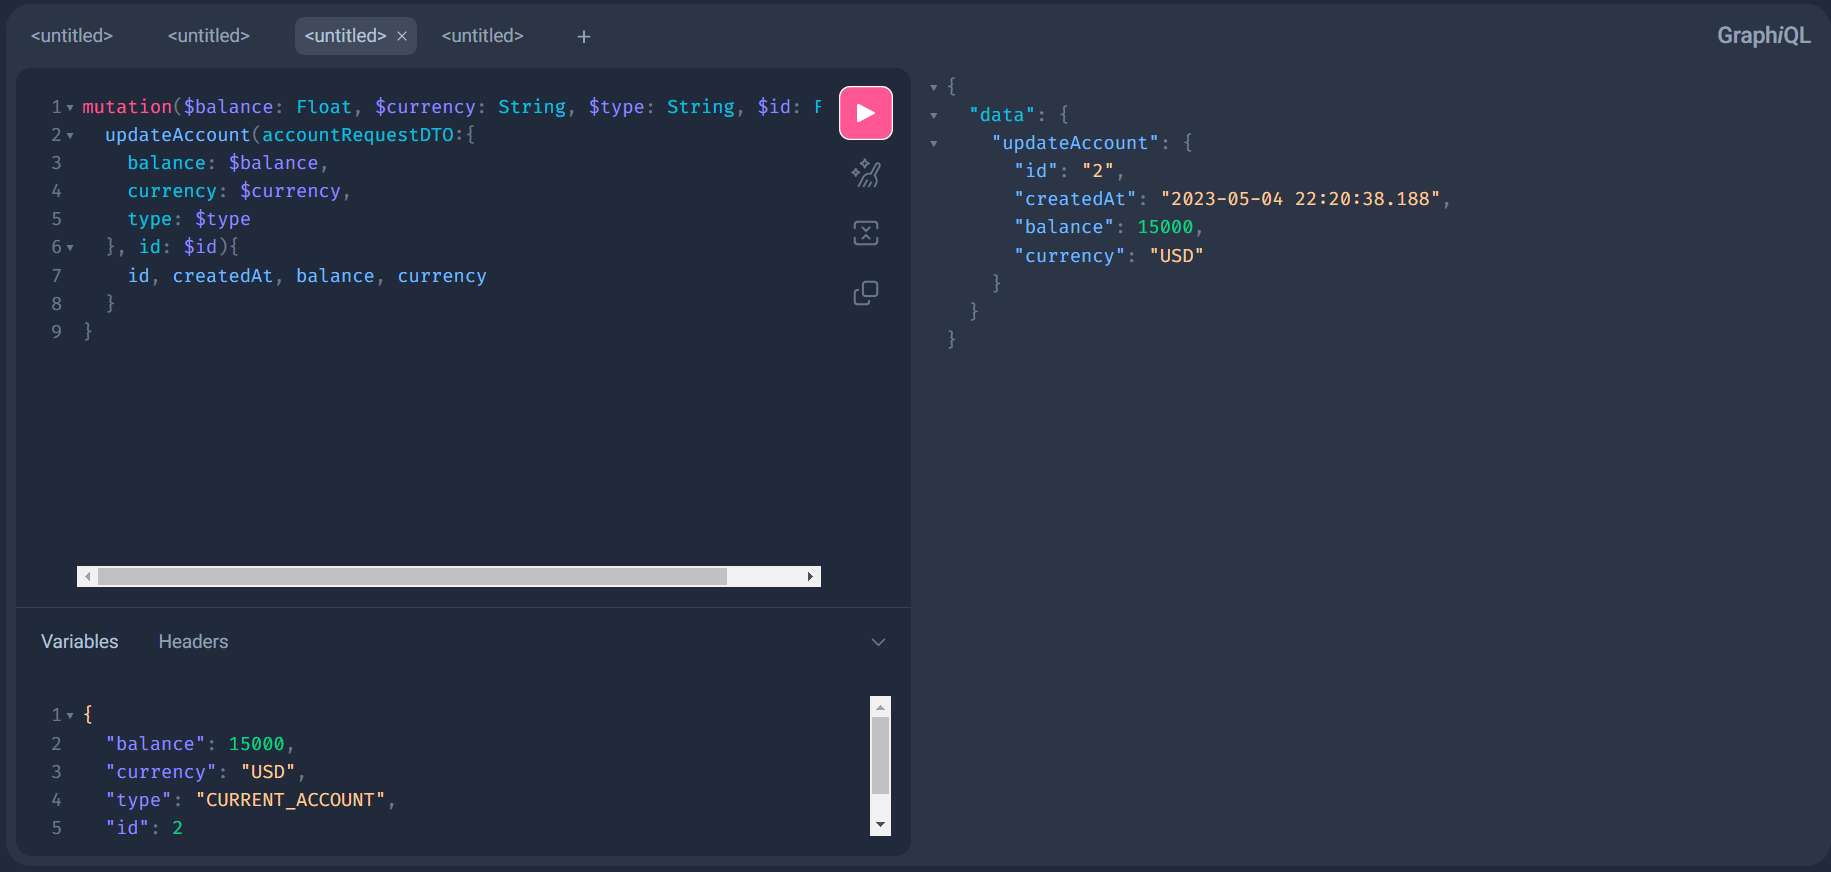 <untitled> <untitled> <untitled> × <untitled> +
GraphiQL
1 mutation($balance: Float, $currency: String, $type: String, $id: F
2 updateAccount(accountRequestDTO:{
3 balance: $balance,
4 currency: $currency,
5 type: $type
6 }, id: $id){
7 id, createdAt, balance, currency
8 }
9 }
Variables Headers
1 {
2 "balance": 15000,
3 "currency": "USD",
4 "type": "CURRENT_ACCOUNT",
5 "id": 2
{
"data": {
"updateAccount": {
"id": "2",
"createdAt": "2023-05-04 22:20:38.188",
"balance": 15000,
"currency": "USD"
}
}
}